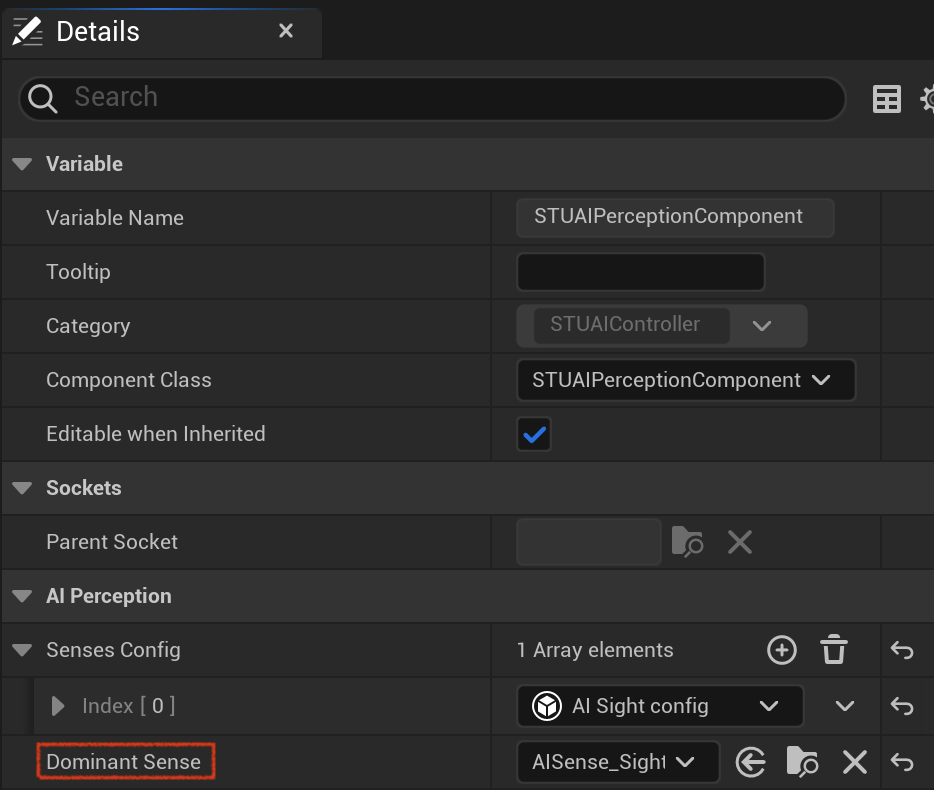 Details
Search
Variable
Variable Name STUAIPerceptionComponent
Tooltip
Category STUAIController
Component Class STUAIPerceptionComponent
Editable when Inherited
Sockets
Parent Socket
AI Perception
Senses Config 1 Array elements
Index [ 0 ] AI Sight config
Dominant Sense AISense_Sight